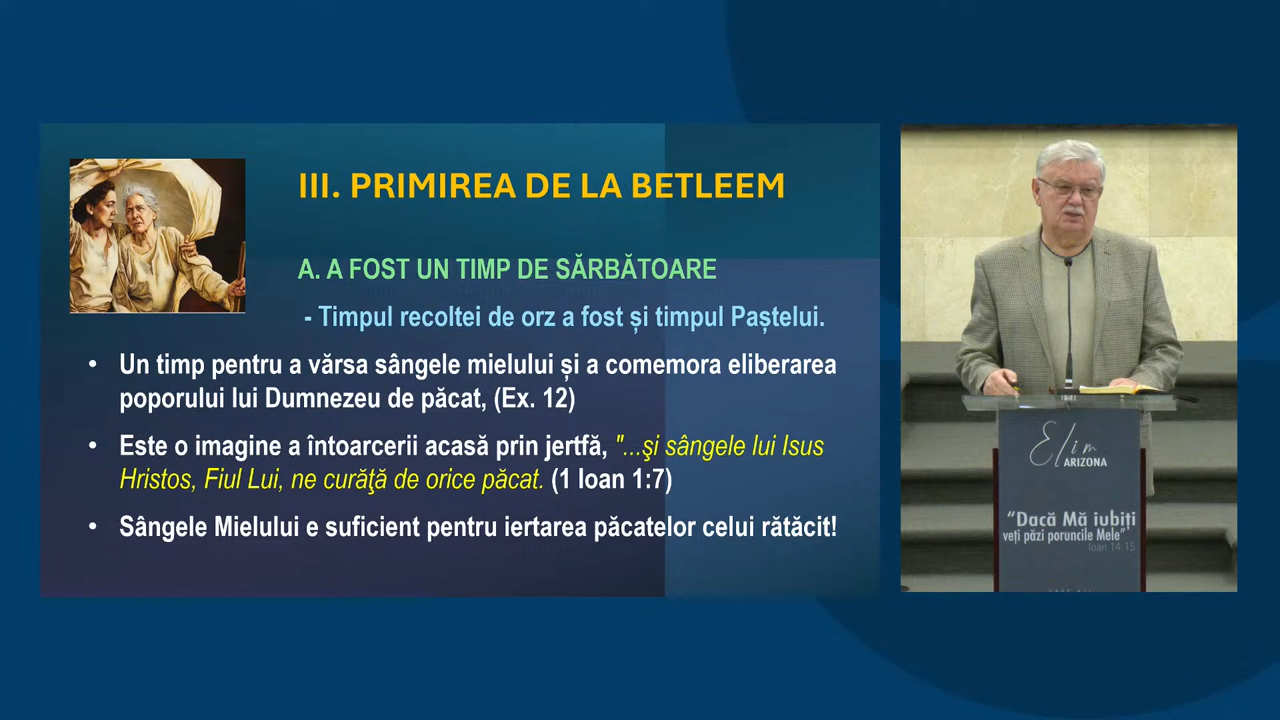 III. PRIMIREA DE LA BETLEEM
A. A FOST UN TIMP DE SĂRBĂTOARE
- Timpul recoltei de orz a fost și timpul Paștelui.
• Un timp pentru a vărsa sângele mielului și a comemora eliberarea
poporului lui Dumnezeu de păcat, (Ex. 12)
• Este o imagine a întoarcerii acasă prin jertfă, "...şi sângele lui Isus
Hristos, Fiul Lui, ne curăţă de orice păcat. (1 Ioan 1:7)
• Sângele Mielului e suficient pentru iertarea păcatelor celui rătăcit!
Elim
ARIZONA
"Dacă Mă iubiți
veți păzi poruncile Mele"
Ioan 14:15